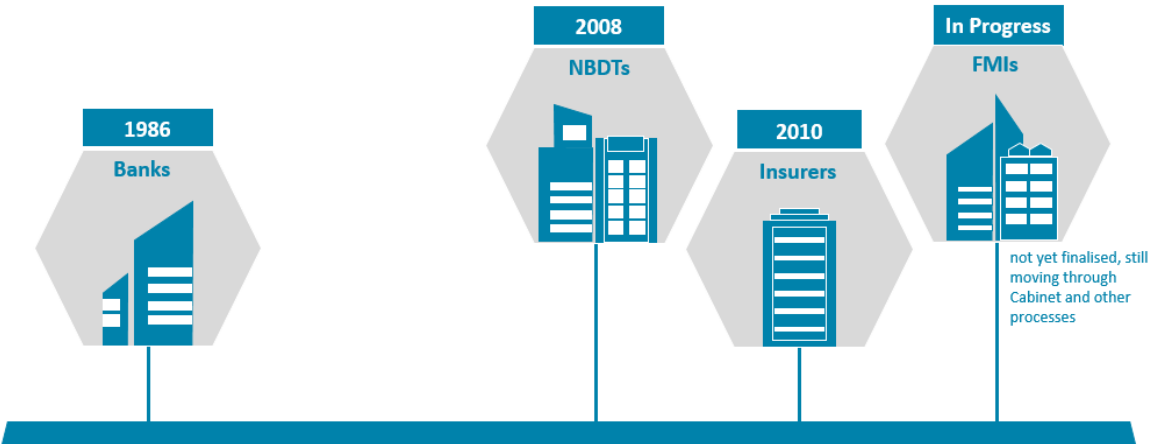 1986
Banks
2008
NBDTs
2010
Insurers
In Progress
FMIs
not yet finalised, still
moving through
Cabinet and other
processes